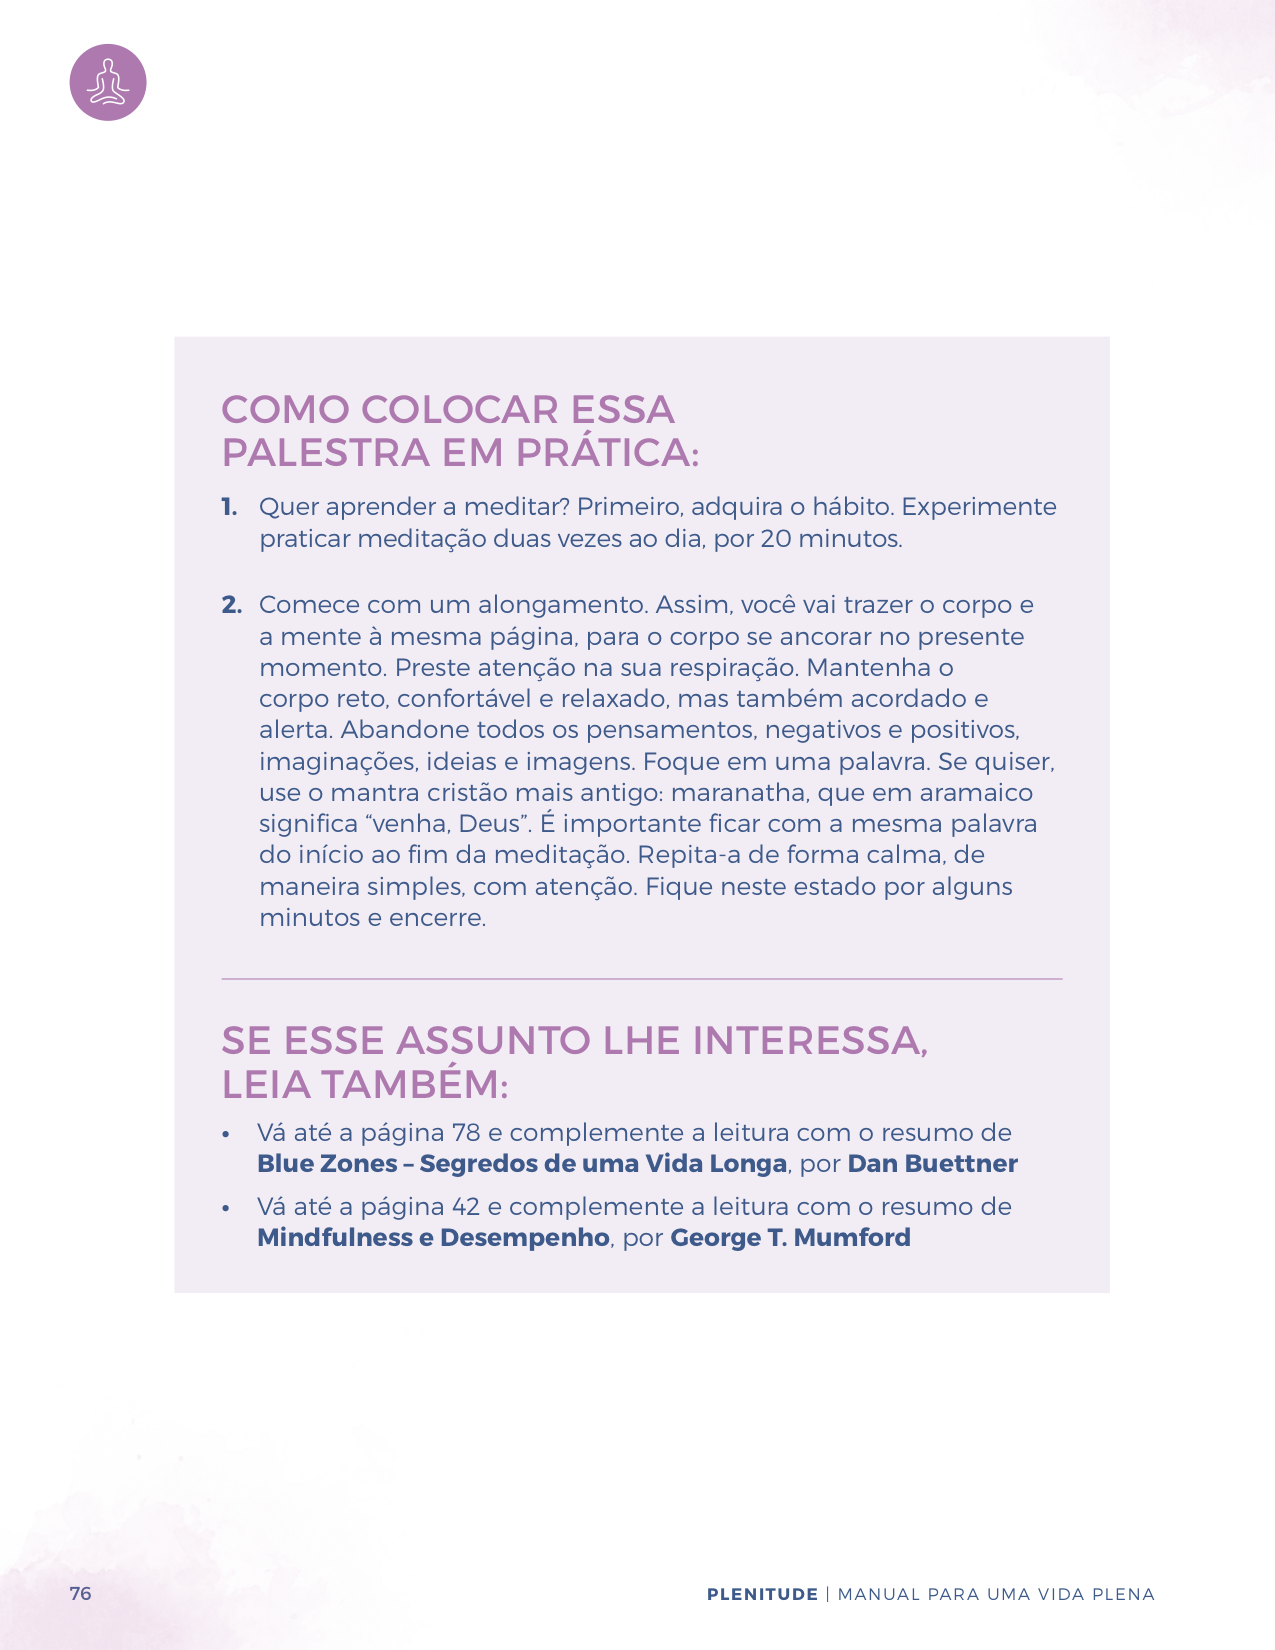 COMO COLOCAR ESSA
PALESTRA EM PRÁTICA:
1. Quer aprender a meditar? Primeiro, adquira o hábito. Experimente
praticar meditação duas vezes ao dia, por 20 minutos.
2. Comece com um alongamento. Assim, você vai trazer o corpo e
a mente à mesma página, para o corpo se ancorar no presente
momento. Preste atenção na sua respiração. Mantenha o
corpo reto, confortável e relaxado, mas também acordado e
alerta. Abandone todos os pensamentos, negativos e positivos,
imaginações, ideias e imagens. Foque em uma palavra. Se quiser,
use o mantra cristão mais antigo: maranatha, que em aramaico
significa “venha, Deus”. É importante ficar com a mesma palavra
do início ao fim da meditação. Repita-a de forma calma, de
maneira simples, com atenção. Fique neste estado por alguns
minutos e encerre.
SE ESSE ASSUNTO LHE INTERESSA,
LEIA TAMBÉM:
• Vá até a página 78 e complemente a leitura com o resumo de
Blue Zones – Segredos de uma Vida Longa, por Dan Buettner
• Vá até a página 42 e complemente a leitura com o resumo de
Mindfulness e Desempenho, por George T. Mumford
76
PLENITUDE | MANUAL PARA UMA VIDA PLENA